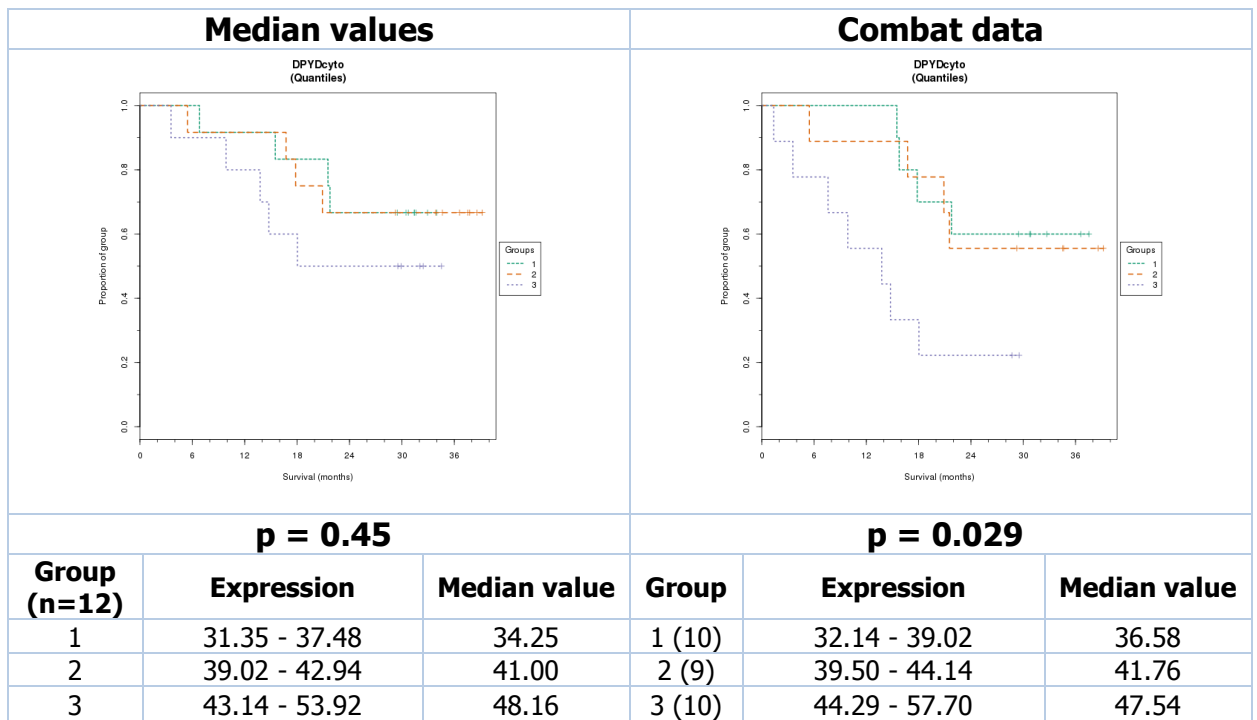 Median values
Combat data
DPYDcyto
(Quantiles)
Proportion of group
1.0
0.8
0.6
0.4
0.2
0.0
0 6 12 18 24 30 36
Survival (months)
Groups
1
2
3
DPYDcyto
(Quantiles)
Proportion of group
1.0
0.8
0.6
0.4
0.2
0.0
0 6 12 18 24 30 36
Survival (months)
Groups
1
2
3
p = 0.45
p = 0.029
Group (n=12) Expression Median value Group Expression Median value
1 31.35 - 37.48 34.25 1 (10) 32.14 - 39.02 36.58
2 39.02 - 42.94 41.00 2 (9) 39.50 - 44.14 41.76
3 43.14 - 53.92 48.16 3 (10) 44.29 - 57.70 47.54